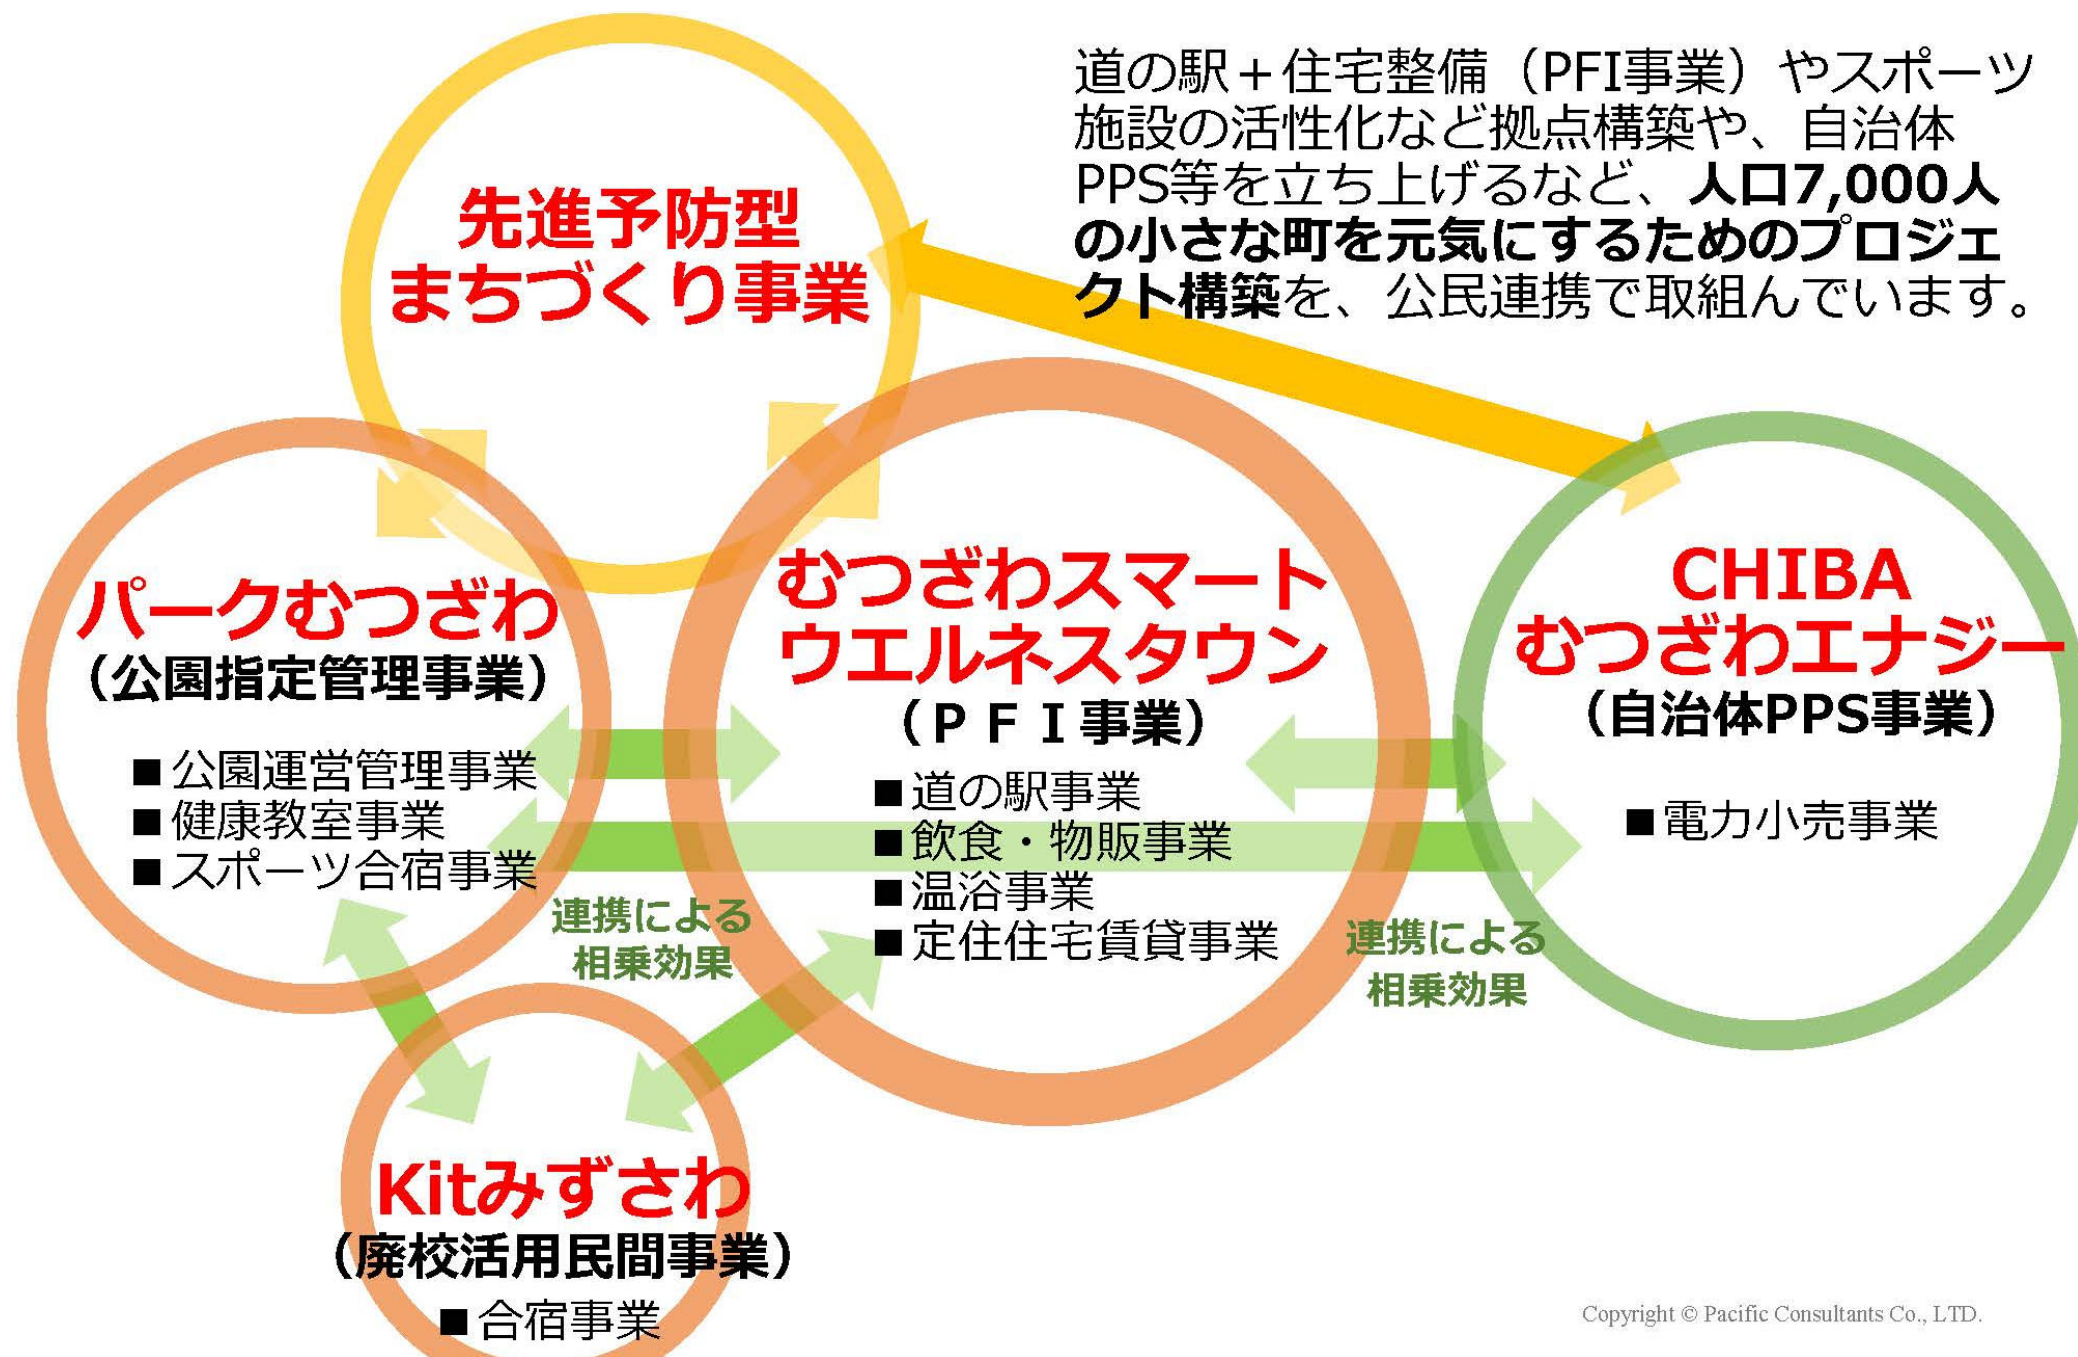 道の駅＋住宅整備（PFI事業）やスポーツ
施設の活性化など拠点構築や、自治体
PPS等を立ち上げるなど、人口7,000人
の小さな町を元気にするためのプロジェ
クト構築を、公民連携で取組んでいます。
先進予防型
まちづくり事業
パークむつざわ
（公園指定管理事業）
■公園運営管理事業
■健康教室事業
■スポーツ合宿事業
むつざわスマート
ウエルネスタウン
（ＰＦＩ事業）
■道の駅事業
■飲食・物販事業
■温浴事業
■定住住宅賃貸事業
CHIBA
むつざわエナジー
（自治体PPS事業）
■電力小売事業
連携による
相乗効果
連携による
相乗効果
Kitみずさわ
（廃校活用民間事業）
■合宿事業
Copyright © Pacific Consultants Co., LTD.